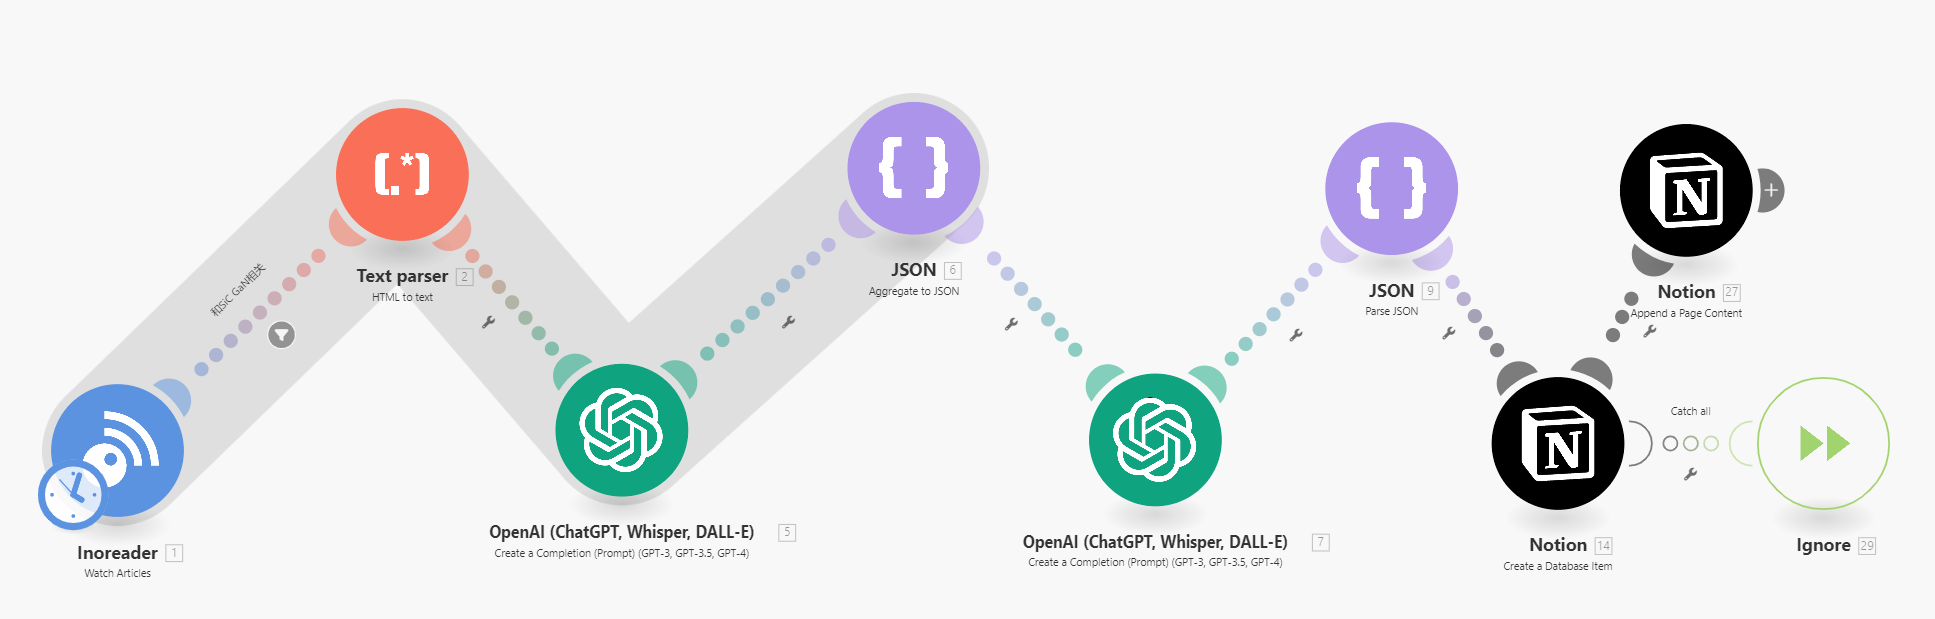 和SiC GaN相关
Inoreader 1
Watch Articles
Text parser 2
HTML to text
OpenAI (ChatGPT, Whisper, DALL-E) 5
Create a Completion (Prompt) (GPT-3, GPT-3.5, GPT-4)
JSON 6
Aggregate to JSON
OpenAI (ChatGPT, Whisper, DALL-E) 7
Create a Completion (Prompt) (GPT-3, GPT-3.5, GPT-4)
JSON 9
Parse JSON
Notion 14
Create a Database Item
Notion 27
Append a Page Content
Catch all
Ignore 29